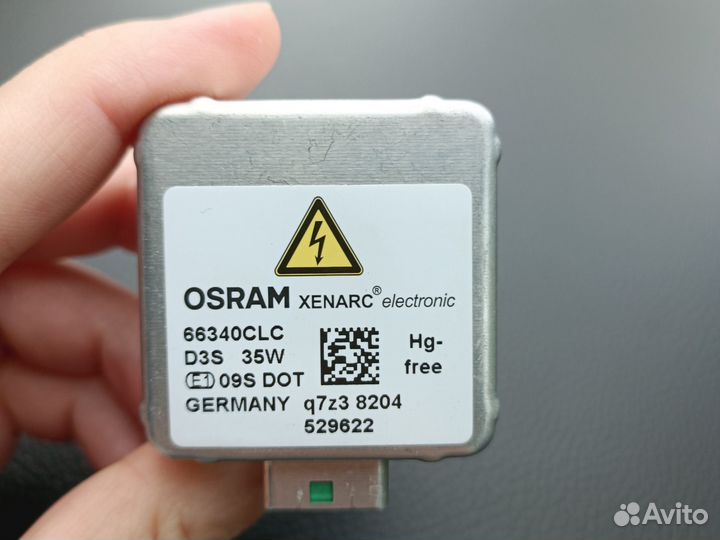 OSRAM XENARC® electronic
66340CLC
D3S 35W
E1 09S DOT
Hg-
free
GERMANY q7z3 8204
529622
Avito